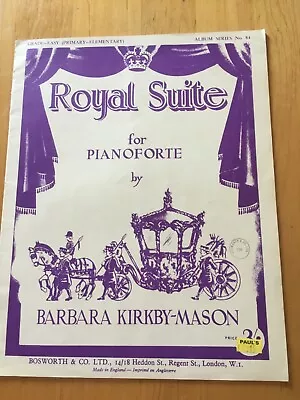 GRADE:-EASY (PRIMARY-ELEMENTARY) ALBUM SERIES No. 84
Royal Suite
for
PIANOFORTE
by
BARBARA KIRKBY-MASON
PRICE 2/-
PAUL'S
BOSWORTH & CO. LTD., 14/18 Heddon St., Regent St., London, W.1.
Made in England — Imprimé en Angleterre